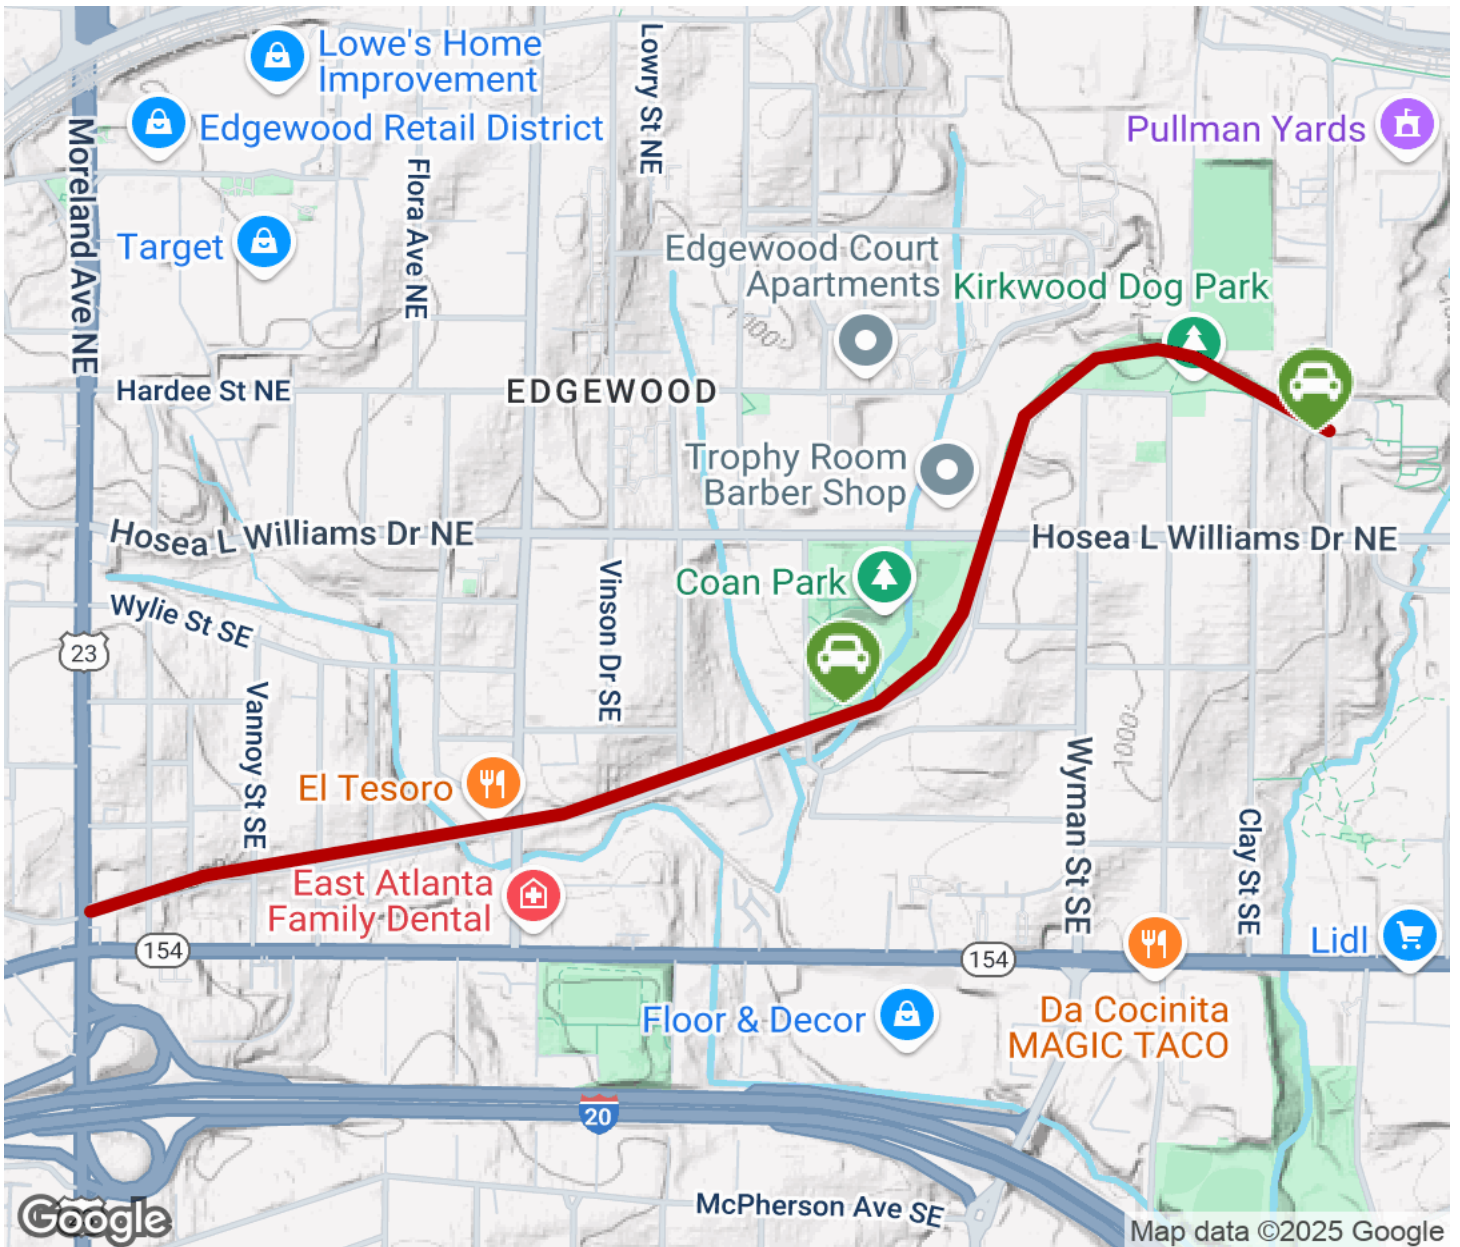 Lowe's Home
Improvement
Lowry St NE
Pullman Yards
Edgewood Retail District
Moreland Ave NE
Flora Ave NE
Target
Edgewood Court
Apartments
Kirkwood Dog Park
1000'
Hardee St NE
EDGEWOOD
Trophy Room
Barber Shop
Hosea L Williams Dr NE
Hosea L Williams Dr NE
Coan Park
Wylie St SE
Vinson Dr SE
23
Vannoy St SE
El Tesoro
Wyman St SE
1000'
Clay St SE
East Atlanta
Family Dental
154
154
Lidl
Floor & Decor
Da Cocinita
MAGIC TACO
20
McPherson Ave SE
Google
Map data ©2025 Google